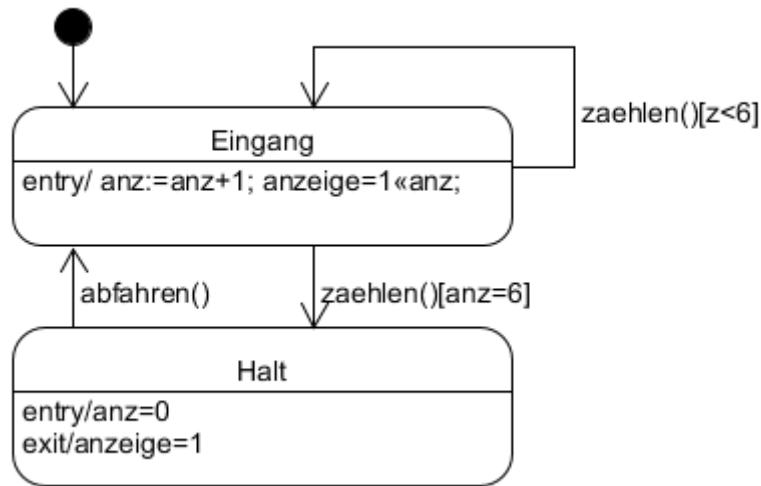 zaehlen()[z<6]
Eingang
entry/ anz:=anz+1; anzeige=1«anz;
abfahren()
zaehlen()[anz=6]
Halt
entry/anz=0
exit/anzeige=1